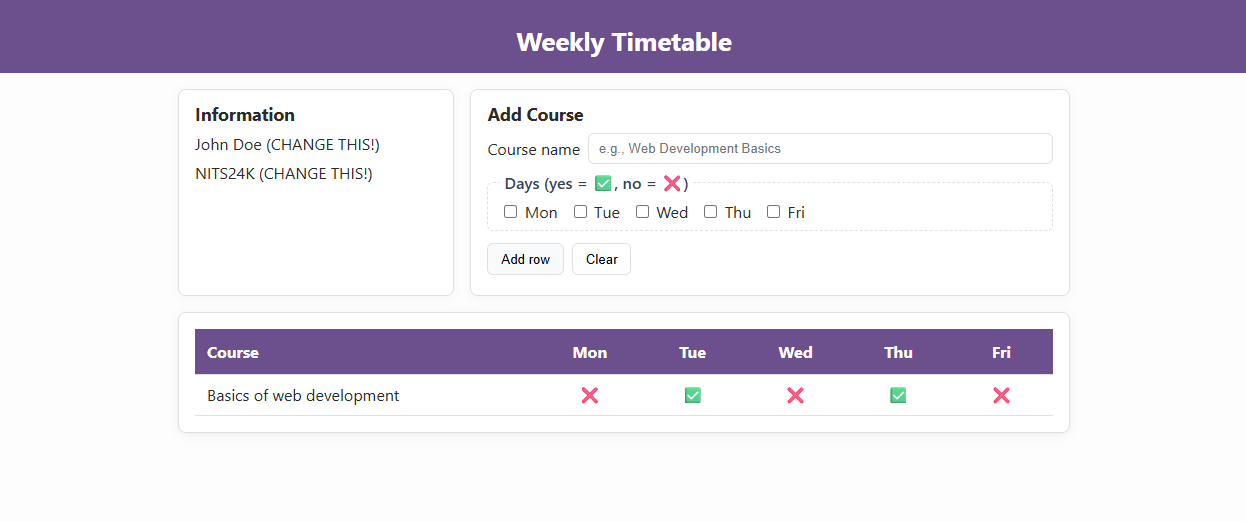 Weekly Timetable
Information
John Doe (CHANGE THIS!)
NITS24K (CHANGE THIS!)
Add Course
Course name e.g., Web Development Basics
Days (yes = ✅, no = ❌)
Mon Tue Wed Thu Fri
Add row Clear
Course Mon Tue Wed Thu Fri
Basics of web development ❌ ✅ ❌ ✅ ❌